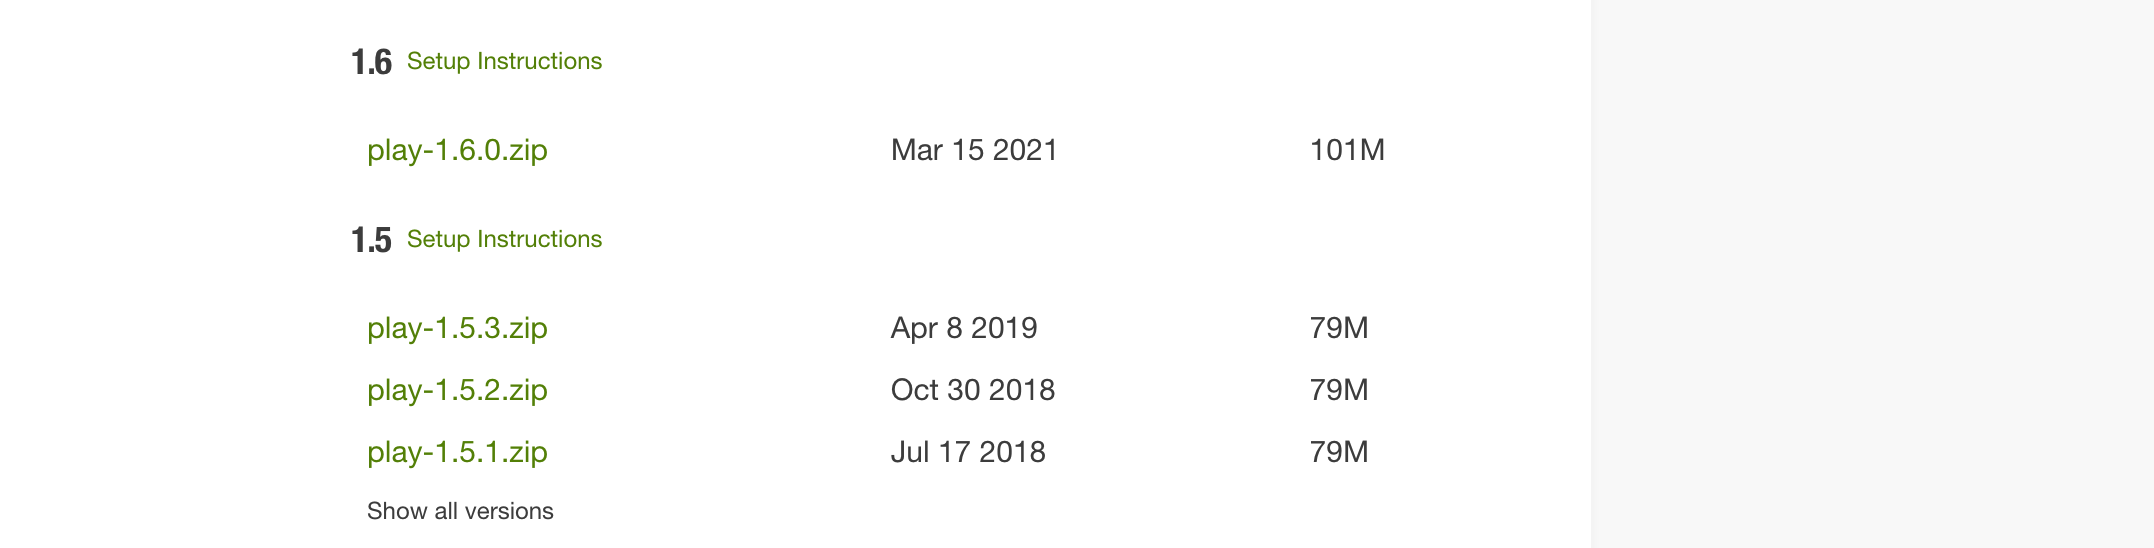 1.6 Setup Instructions
play-1.6.0.zip Mar 15 2021 101M
1.5 Setup Instructions
play-1.5.3.zip Apr 8 2019 79M
play-1.5.2.zip Oct 30 2018 79M
play-1.5.1.zip Jul 17 2018 79M
Show all versions